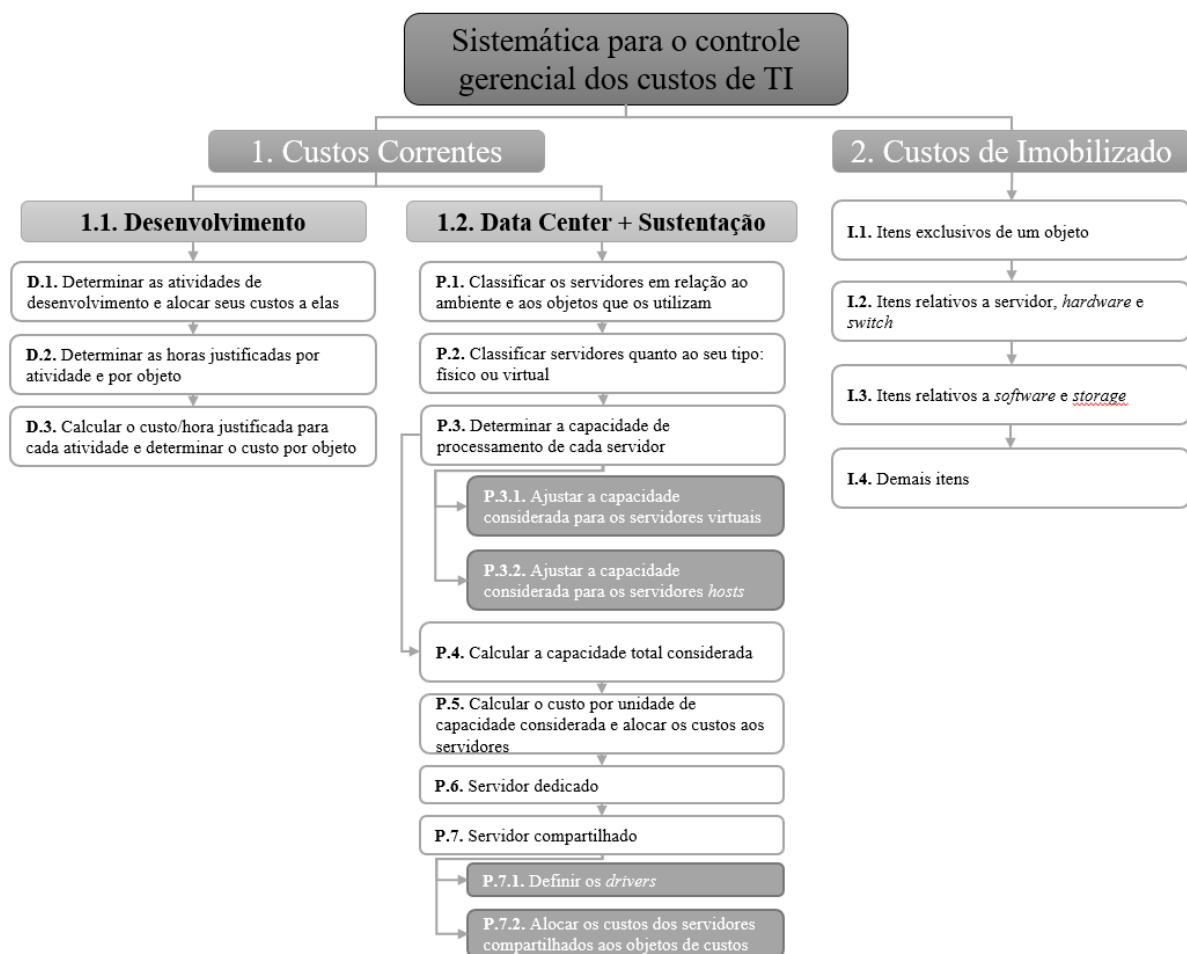 Sistemática para o controle
gerencial dos custos de TI
1. Custos Correntes
2. Custos de Imobilizado
1.1. Desenvolvimento
1.2. Data Center + Sustentação
D.1. Determinar as atividades de
desenvolvimento e alocar seus custos a elas
D.2. Determinar as horas justificadas por
atividade e por objeto
D.3. Calcular o custo/hora justificada para
cada atividade e determinar o custo por objeto
P.1. Classificar os servidores em relação ao
ambiente e aos objetos que os utilizam
P.2. Classificar servidores quanto ao seu tipo:
físico ou virtual
P.3. Determinar a capacidade de
processamento de cada servidor
P.3.1. Ajustar a capacidade
considerada para os servidores virtuais
P.3.2. Ajustar a capacidade
considerada para os servidores hosts
P.4. Calcular a capacidade total considerada
P.5. Calcular o custo por unidade de
capacidade considerada e alocar os custos aos
servidores
P.6. Servidor dedicado
P.7. Servidor compartilhado
P.7.1. Definir os drivers
P.7.2. Alocar os custos dos servidores
compartilhados aos objetos de custos
I.1. Itens exclusivos de um objeto
I.2. Itens relativos a servidor, hardware e
switch
I.3. Itens relativos a software e storage
I.4. Demais itens